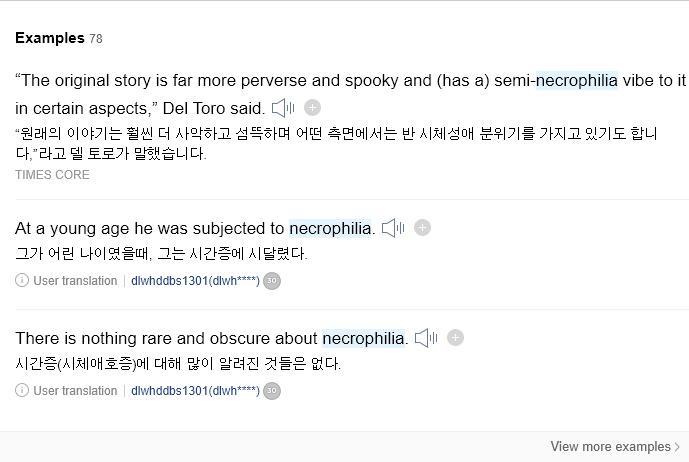 Examples 78
“The original story is far more perverse and spooky and (has a) semi-necrophilia vibe to it
in certain aspects,” Del Toro said.
“원래의 이야기는 훨씬 더 사악하고 섬뜩하며 어떤 측면에서는 반 시체성애 분위기를 가지고 있기도 합니
다,”라고 델 토로가 말했습니다.
TIMES CORE
At a young age he was subjected to necrophilia.
그가 어린 나이였을때, 그는 시간증에 시달렸다.
User translation | dlwhddbs1301(dlwh****) 30
There is nothing rare and obscure about necrophilia.
시간증(시체애호증)에 대해 많이 알려진 것들은 없다.
User translation | dlwhddbs1301(dlwh****) 30
View more examples >